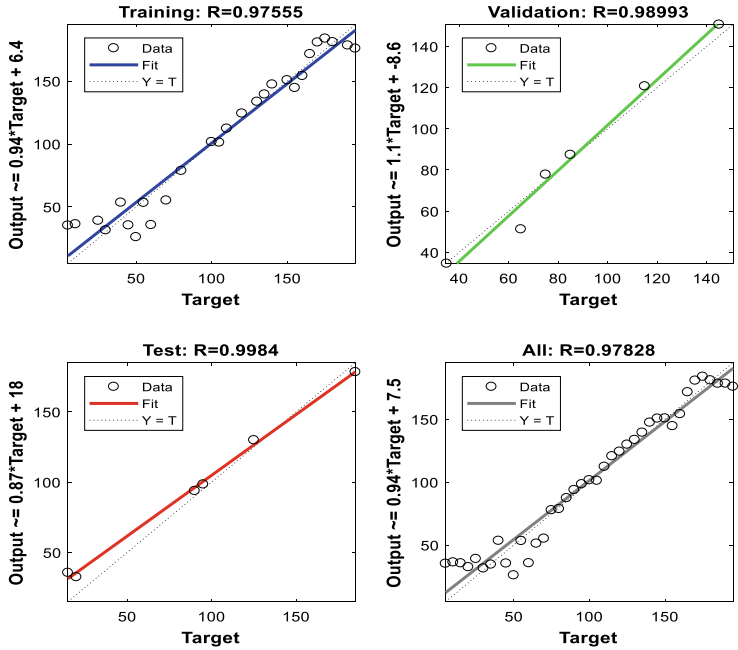 Training: R=0.97555
Output ~= 0.94*Target + 6.4
150
100
50
Data
Fit
Y = T
50
100
150
Target
Validation: R=0.98993
Output ~= 1.1*Target + -8.6
140
120
100
80
60
40
Data
Fit
Y = T
40
60
80
100
120
140
Target
Test: R=0.9984
Output ~= 0.87*Target + 18
150
100
50
Data
Fit
Y = T
50
100
150
Target
All: R=0.97828
Output ~= 0.94*Target + 7.5
150
100
50
Data
Fit
Y = T
50
100
150
Target